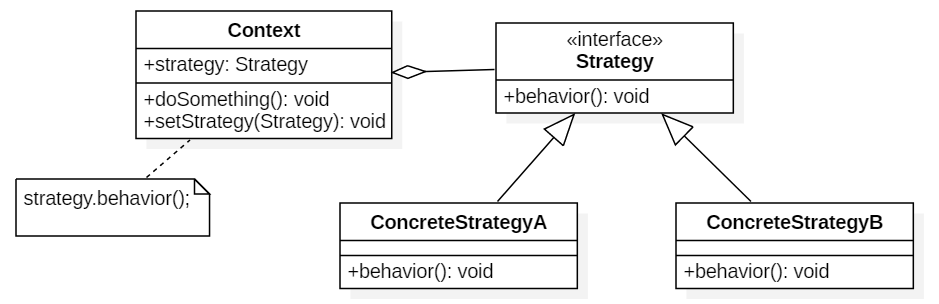 Context
+strategy: Strategy
+doSomething(): void
+setStrategy(Strategy): void
«interface»
Strategy
+behavior(): void
strategy.behavior();
ConcreteStrategyA
+behavior(): void
ConcreteStrategyB
+behavior(): void